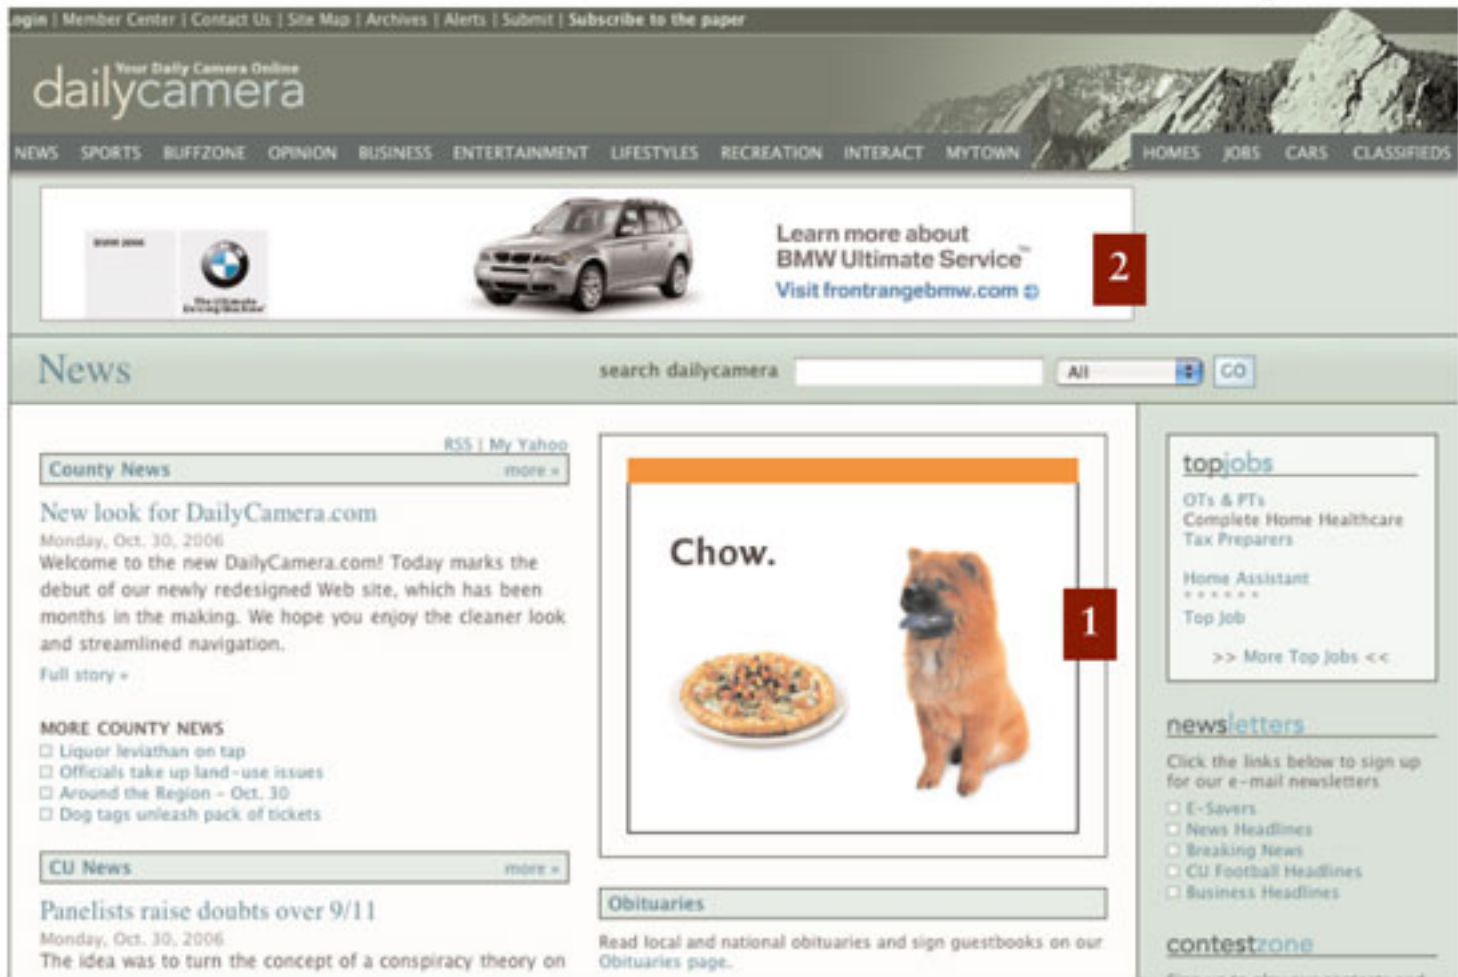 ogin | Member Center | Contact Us | Site Map | Archives | Alerts | Submit | Subscribe to the paper
Your Daily Camera Online
dailycamera
NEWS SPORTS BUFFZONE OPINION BUSINESS ENTERTAINMENT LIFESTYLES RECREATION INTERACT MYTOWN HOMES JOBS CARS CLASSIFIEDS
BMW 2006
The Ultimate
Driving Machine
Learn more about
BMW Ultimate Service™
Visit frontrangebmw.com
2
News
search dailycamera All GO
RSS | My Yahoo
County News more »
New look for DailyCamera.com
Monday, Oct. 30, 2006
Welcome to the new DailyCamera.com! Today marks the
debut of our newly redesigned Web site, which has been
months in the making. We hope you enjoy the cleaner look
and streamlined navigation.
Full story »
MORE COUNTY NEWS
Liquor leviathan on tap
Officials take up land-use issues
Around the Region - Oct. 30
Dog tags unleash pack of tickets
CU News more »
Panelists raise doubts over 9/11
Monday, Oct. 30, 2006
The idea was to turn the concept of a conspiracy theory on
Chow.
1
Obituaries
Read local and national obituaries and sign guestbooks on our
Obituaries page.
topjobs
OTs & PTs
Complete Home Healthcare
Tax Preparers
Home Assistant
* * * * * *
Top Job
>> More Top Jobs <<
newsletters
Click the links below to sign up
for our e-mail newsletters
E-Savers
News Headlines
Breaking News
CU Football Headlines
Business Headlines
contestzone